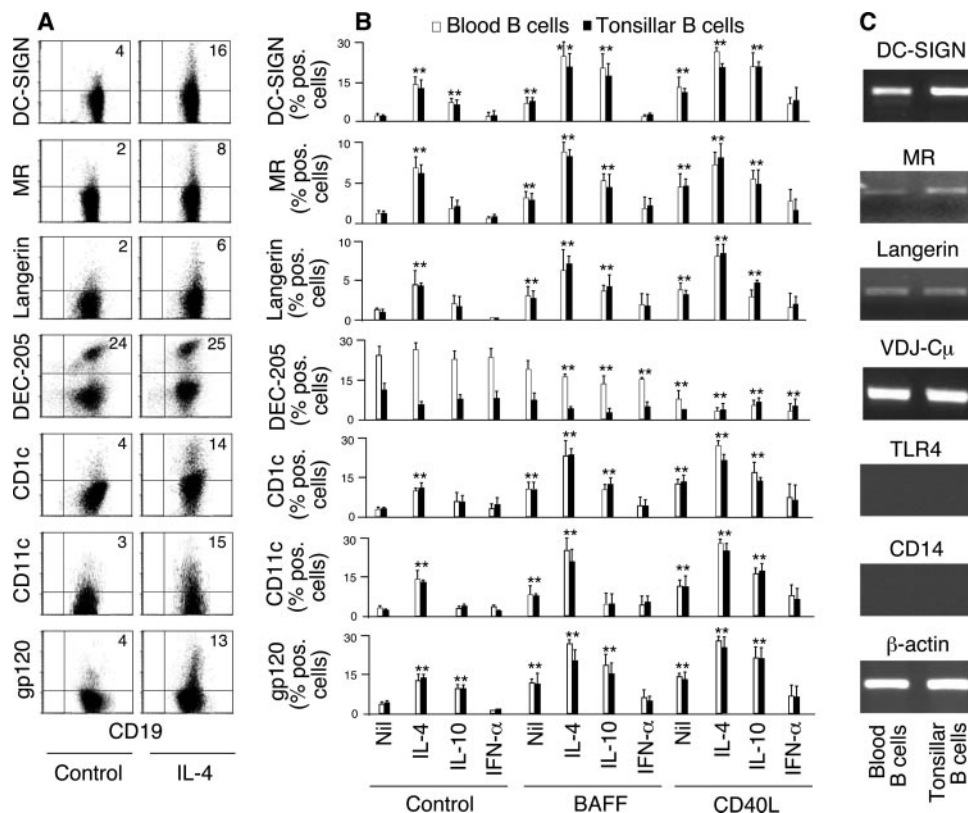 A
DC-SIGN
4
16
MR
2
8
Langerin
2
6
DEC-205
24
25
CD1c
4
14
CD11c
3
15
gp120
4
13
CD19
Control
IL-4
B
Blood B cells
Tonsillar B cells
DC-SIGN
(% pos.
cells)
30
15
0
** ** ** ** ** ** ** **
MR
(% pos.
cells)
10
5
0
** ** ** ** ** ** **
Langerin
(% pos.
cells)
10
5
0
** ** ** ** ** ** **
DEC-205
(% pos.
cells)
30
15
0
** ** ** ** ** ** **
CD1c
(% pos.
cells)
30
15
0
** ** ** ** ** ** **
CD11c
(% pos.
cells)
30
15
0
** ** ** ** ** **
gp120
(% pos.
cells)
30
15
0
** ** ** ** ** ** ** **
Nil IL-4 IL-10 IFN-α Nil IL-4 IL-10 IFN-α Nil IL-4 IL-10 IFN-α
Control BAFF CD40L
C
DC-SIGN
MR
Langerin
VDJ-Cμ
TLR4
CD14
β-actin
Blood
B cells
Tonsillar
B cells